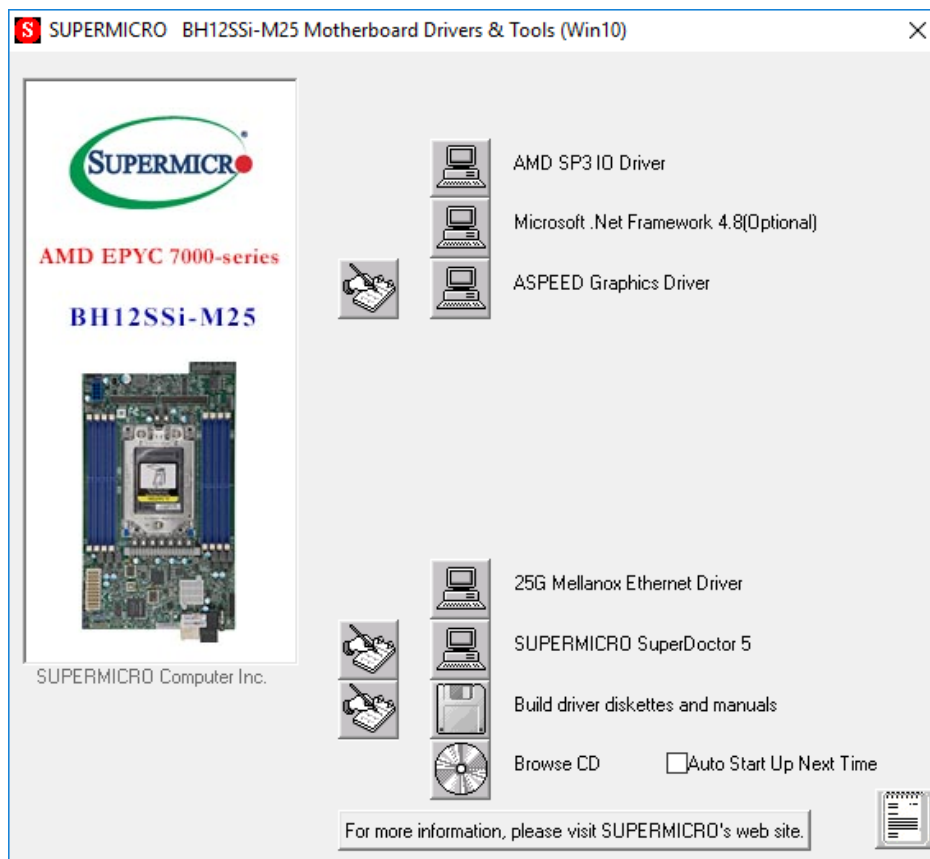 S SUPERMICRO BH12SSi-M25 Motherboard Drivers & Tools (Win10)
SUPERMICR
AMD EPYC 7000-series
BH12SSi-M25
SUPERMICRO Computer Inc.
AMD SP3 IO Driver
Microsoft .Net Framework 4.8(Optional)
ASPEED Graphics Driver
25G Mellanox Ethernet Driver
SUPERMICRO SuperDoctor 5
Build driver diskettes and manuals
Browse CD
Auto Start Up Next Time
For more information, please visit SUPERMICRO's web site.